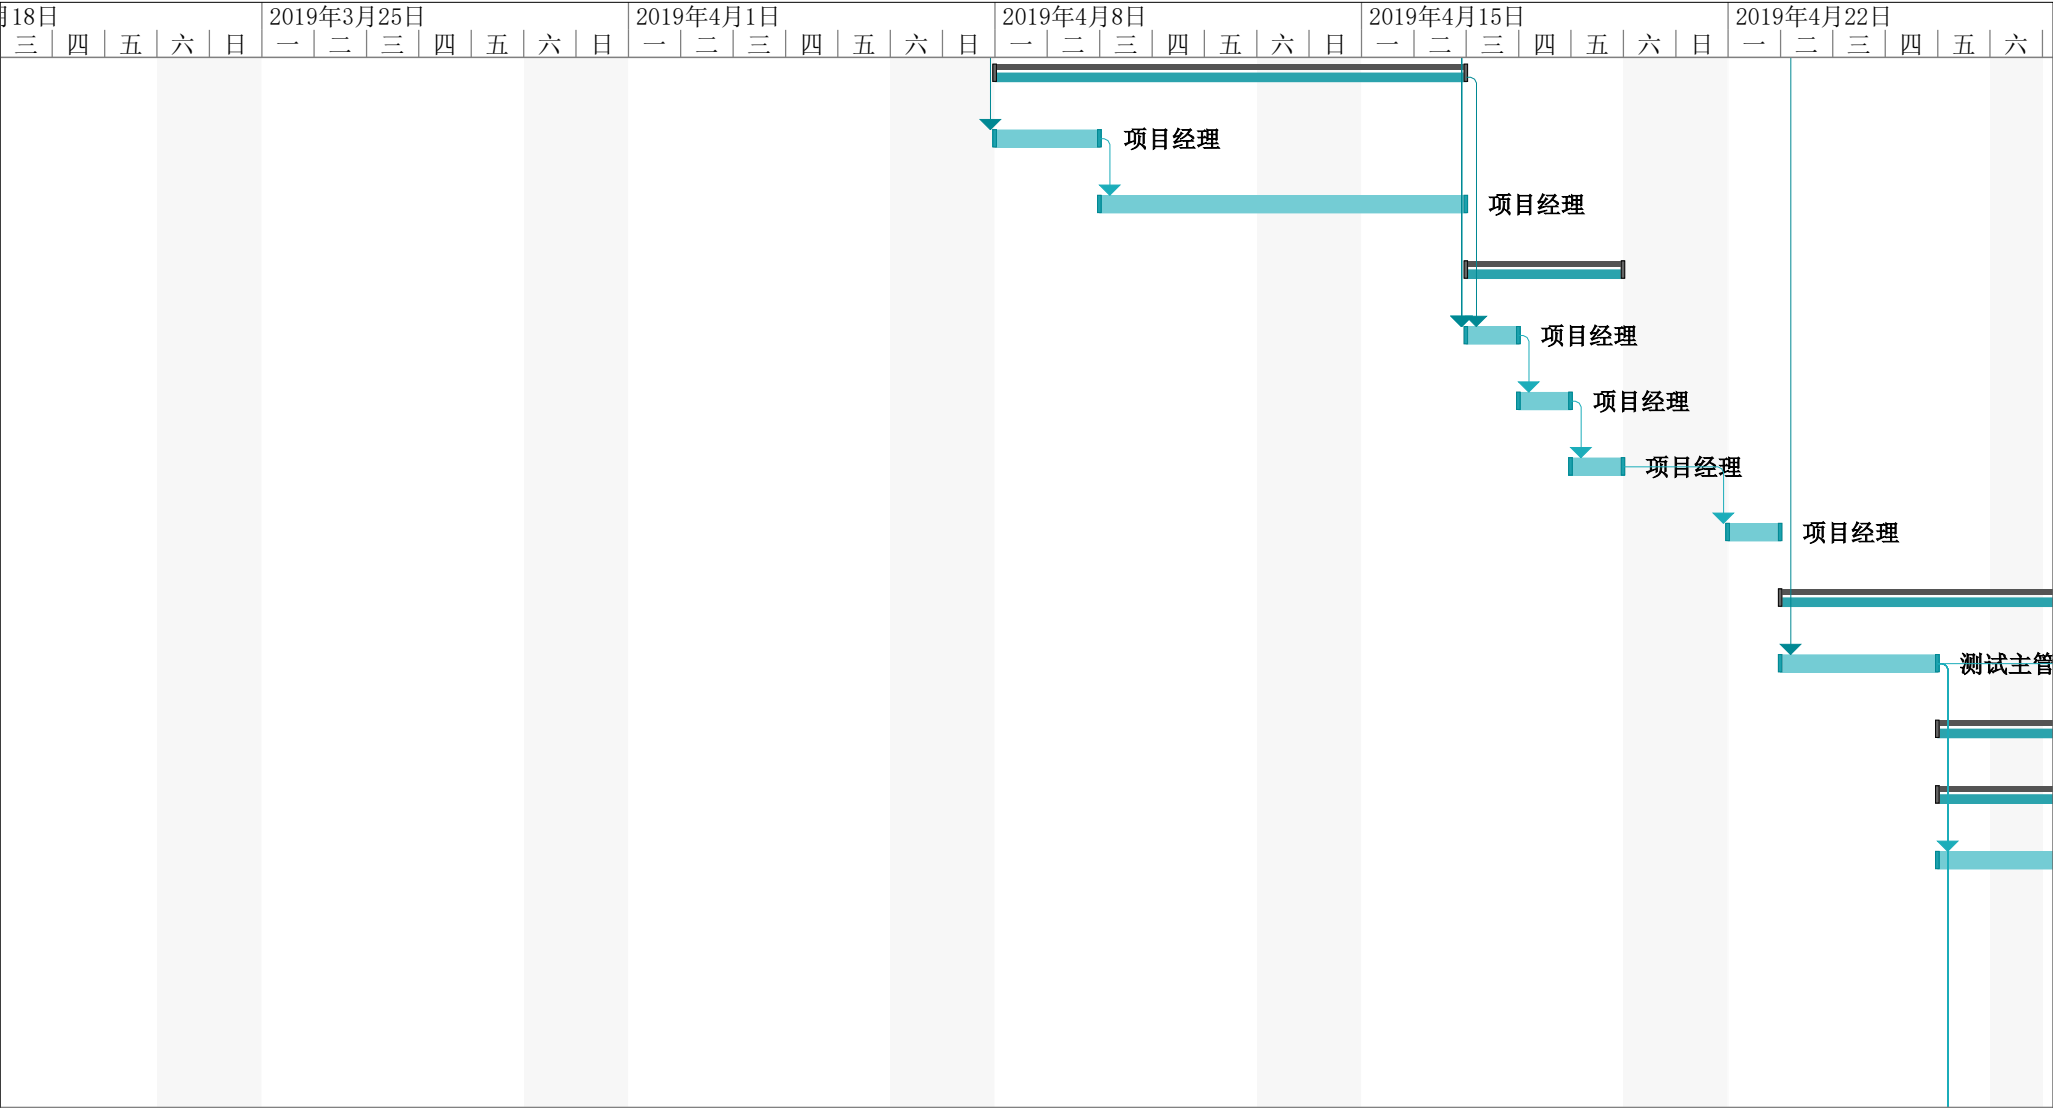 月18日 2019年3月25日 2019年4月1日 2019年4月8日 2019年4月15日 2019年4月22日
三 四 五 六 日 一 二 三 四 五 六 日 一 二 三 四 五 六 日 一 二 三 四 五 六 日 一 二 三 四 五 六 日 一 二 三 四 五 六
项目经理
项目经理
项目经理
项目经理
项目经理
项目经理
测试主管